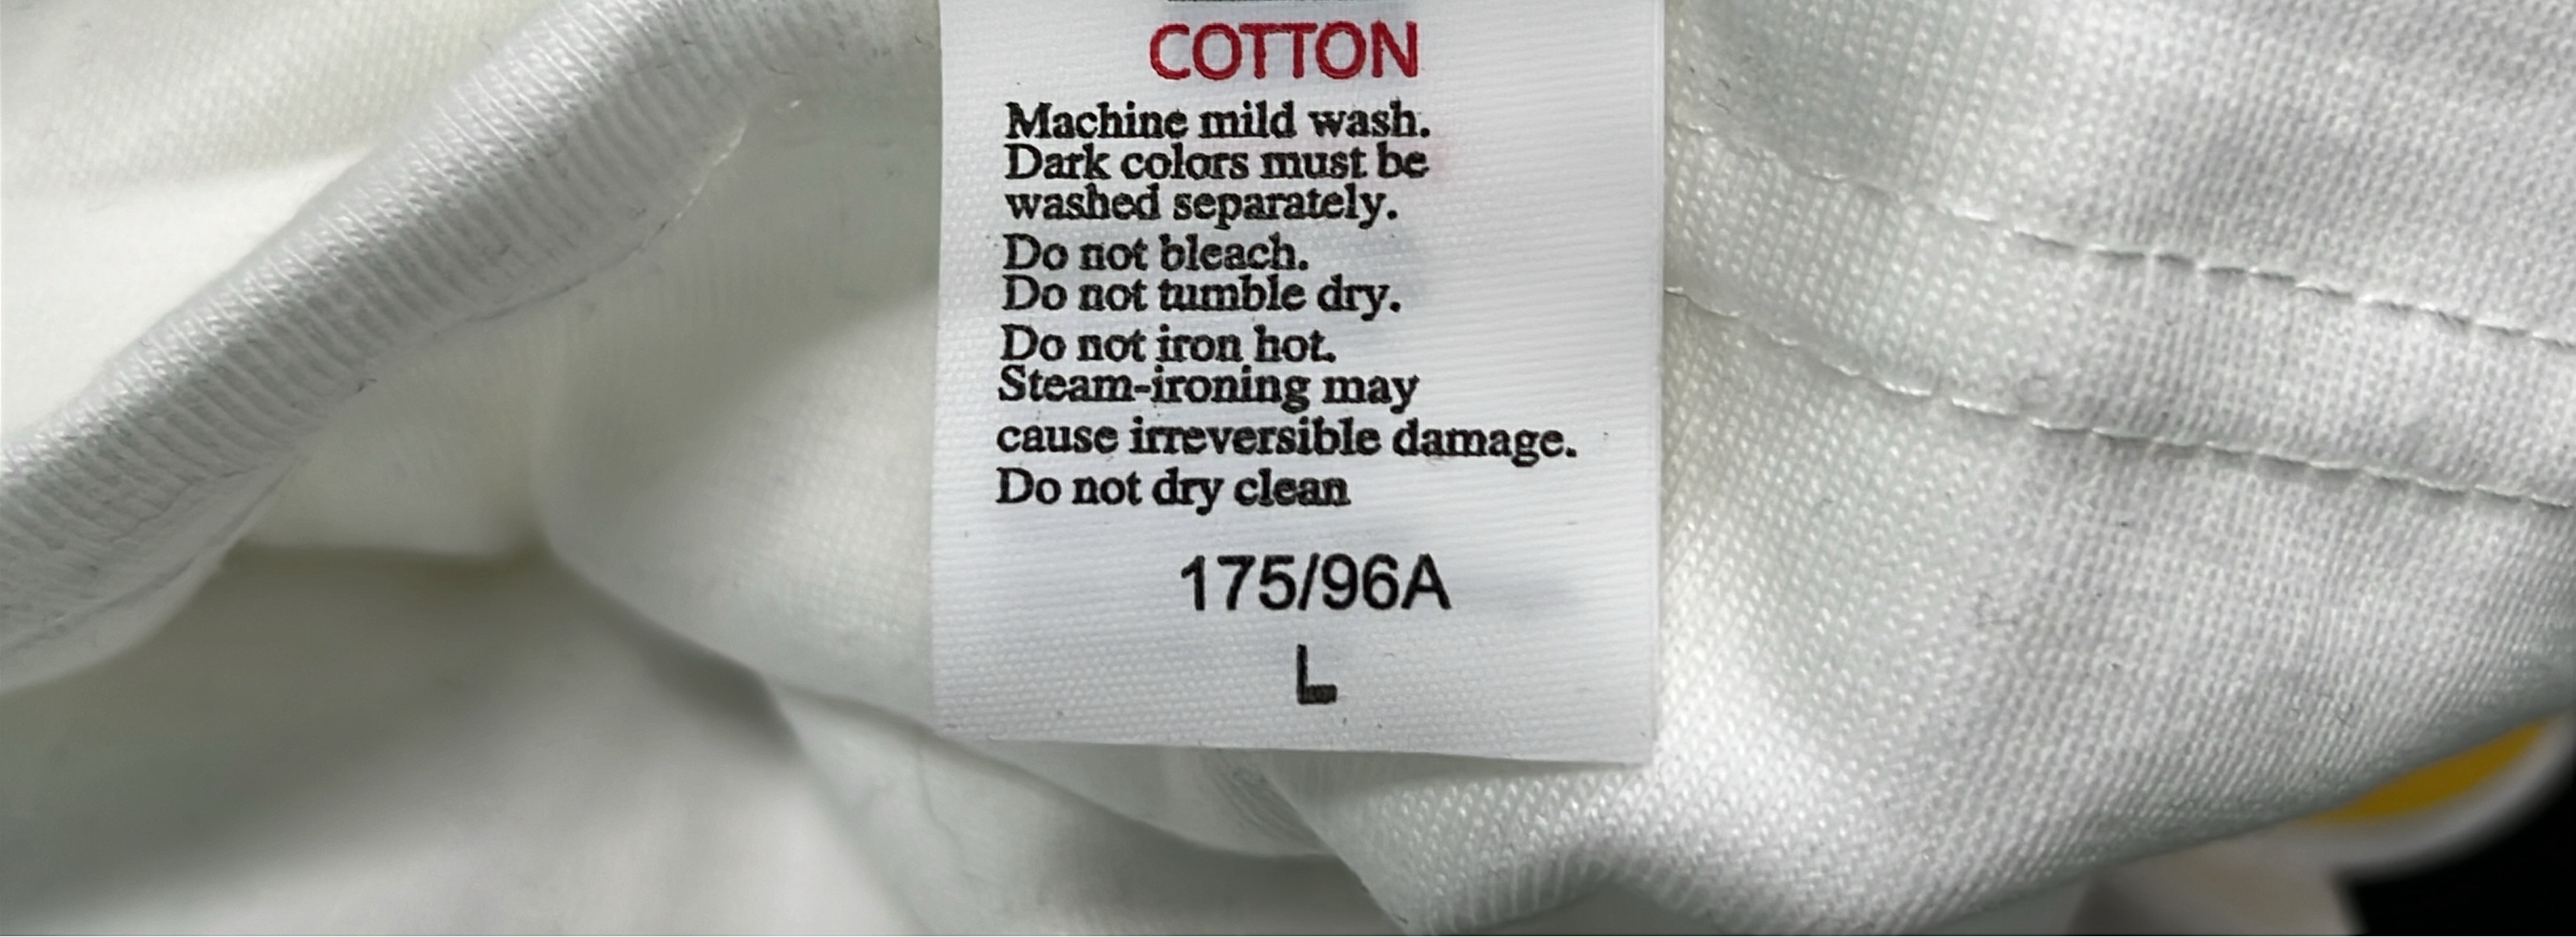 COTTON
Machine mild wash.
Dark colors must be
washed separately.
Do not bleach.
Do not tumble dry.
Do not iron hot.
Steam-ironing may
cause irreversible damage.
Do not dry clean
175/96A
L